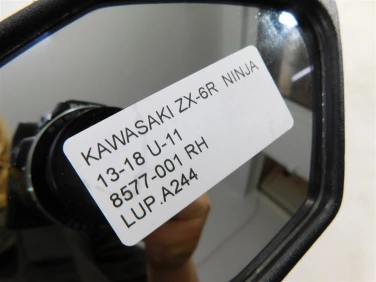 KAWASAKI ZX-6R NINJA
13-18 U-11
8577-001 RH
LUP.A244